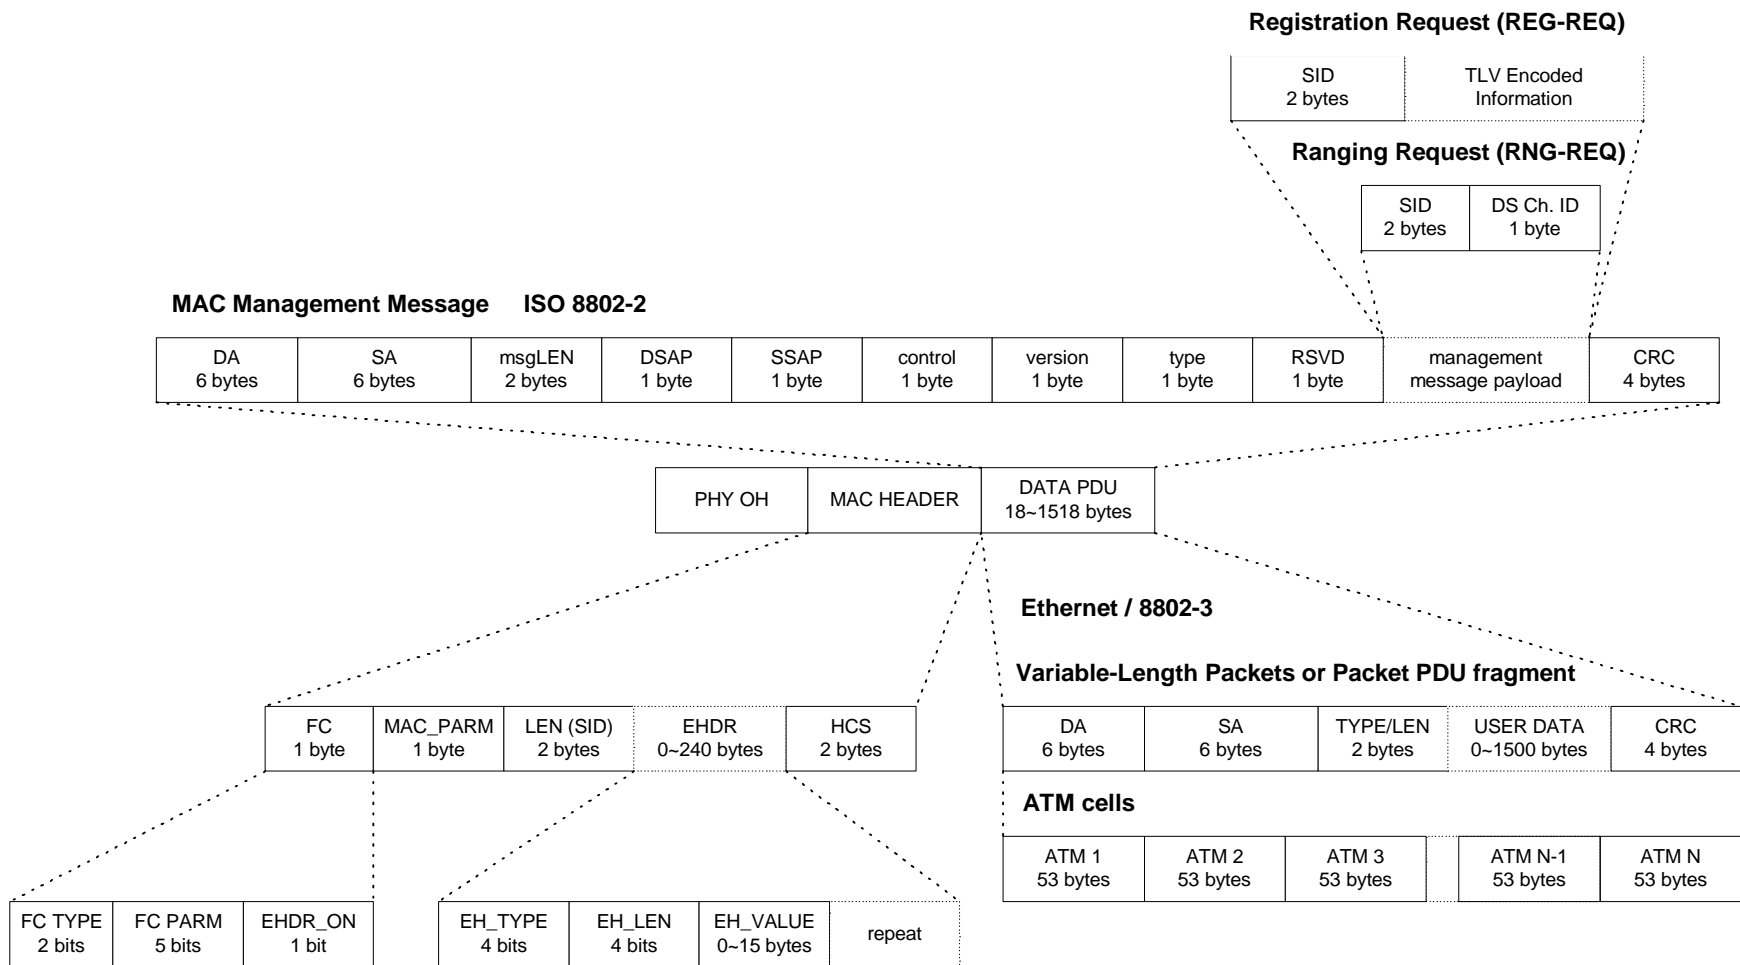 Registration Request (REG-REQ)
SID
2 bytes
TLV Encoded
Information
Ranging Request (RNG-REQ)
SID
2 bytes
DS Ch. ID
1 byte
MAC Management Message ISO 8802-2
DA
6 bytes
SA
6 bytes
msgLEN
2 bytes
DSAP
1 byte
SSAP
1 byte
control
1 byte
version
1 byte
type
1 byte
RSVD
1 byte
management
message payload
CRC
4 bytes
PHY OH
MAC HEADER
DATA PDU
18~1518 bytes
Ethernet / 8802-3
Variable-Length Packets or Packet PDU fragment
FC
1 byte
MAC_PARM
1 byte
LEN (SID)
2 bytes
EHDR
0~240 bytes
HCS
2 bytes
DA
6 bytes
SA
6 bytes
TYPE/LEN
2 bytes
USER DATA
0~1500 bytes
CRC
4 bytes
ATM cells
ATM 1
53 bytes
ATM 2
53 bytes
ATM 3
53 bytes
ATM N-1
53 bytes
ATM N
53 bytes
FC TYPE
2 bits
FC PARM
5 bits
EHDR_ON
1 bit
EH_TYPE
4 bits
EH_LEN
4 bits
EH_VALUE
0~15 bytes
repeat